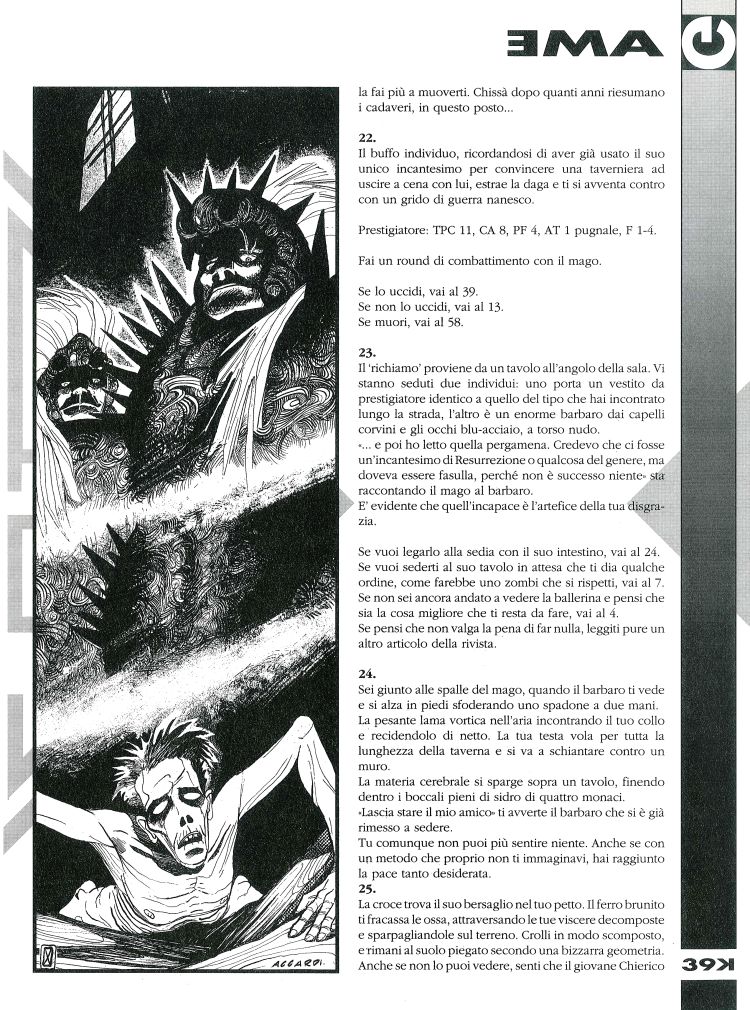 ƎMA
la fai più a muoverti. Chissà dopo quanti anni riesumano
i cadaveri, in questo posto...
22.
Il buffo individuo, ricordandosi di aver già usato il suo
unico incantesimo per convincere una taverniera ad
uscire a cena con lui, estrae la daga e ti si avventa contro
con un grido di guerra nanesco.
Prestigiatore: TPC 11, CA 8, PF 4, AT 1 pugnale, F 1-4.
Fai un round di combattimento con il mago.
Se lo uccidi, vai al 39.
Se non lo uccidi, vai al 13.
Se muori, vai al 58.
23.
Il ‘richiamo’ proviene da un tavolo all'angolo della sala. Vi
stanno seduti due individui: uno porta un vestito da
prestigiatore identico a quello del tipo che hai incontrato
lungo la strada, l'altro è un enorme barbaro dai capelli
corvini e gli occhi blu-acciaio, a torso nudo.
«... e poi ho letto quella pergamena. Credevo che ci fosse
un'incantesimo di Resurrezione o qualcosa del genere, ma
doveva essere fasulla, perché non è successo niente» sta
raccontando il mago al barbaro.
E' evidente che quell'incapace è l'artefice della tua disgra-
zia.
Se vuoi legarlo alla sedia con il suo intestino, vai al 24.
Se vuoi sederti al suo tavolo in attesa che ti dia qualche
ordine, come farebbe uno zombi che si rispetti, vai al 7.
Se non sei ancora andato a vedere la ballerina e pensi che
sia la cosa migliore che ti resta da fare, vai al 4.
Se pensi che non valga la pena di far nulla, leggiti pure un
altro articolo della rivista.
24.
Sei giunto alle spalle del mago, quando il barbaro ti vede
e si alza in piedi sfoderando uno spadone a due mani.
La pesante lama vortica nell'aria incontrando il tuo collo
e recidendolo di netto. La tua testa vola per tutta la
lunghezza della taverna e si va a schiantare contro un
muro.
La materia cerebrale si sparge sopra un tavolo, finendo
dentro i boccali pieni di sidro di quattro monaci.
«Lascia stare il mio amico» ti avverte il barbaro che si è già
rimesso a sedere.
Tu comunque non puoi più sentire niente. Anche se con
un metodo che proprio non ti immaginavi, hai raggiunto
la pace tanto desiderata.
25.
La croce trova il suo bersaglio nel tuo petto. Il ferro brunito
ti fracassa le ossa, attraversando le tue viscere decomposte
e sparpagliandole sul terreno. Crolli in modo scomposto,
e rimani al suolo piegato secondo una bizzarra geometria.
Anche se non lo puoi vedere, senti che il giovane Chierico
ACCARDI.
39K